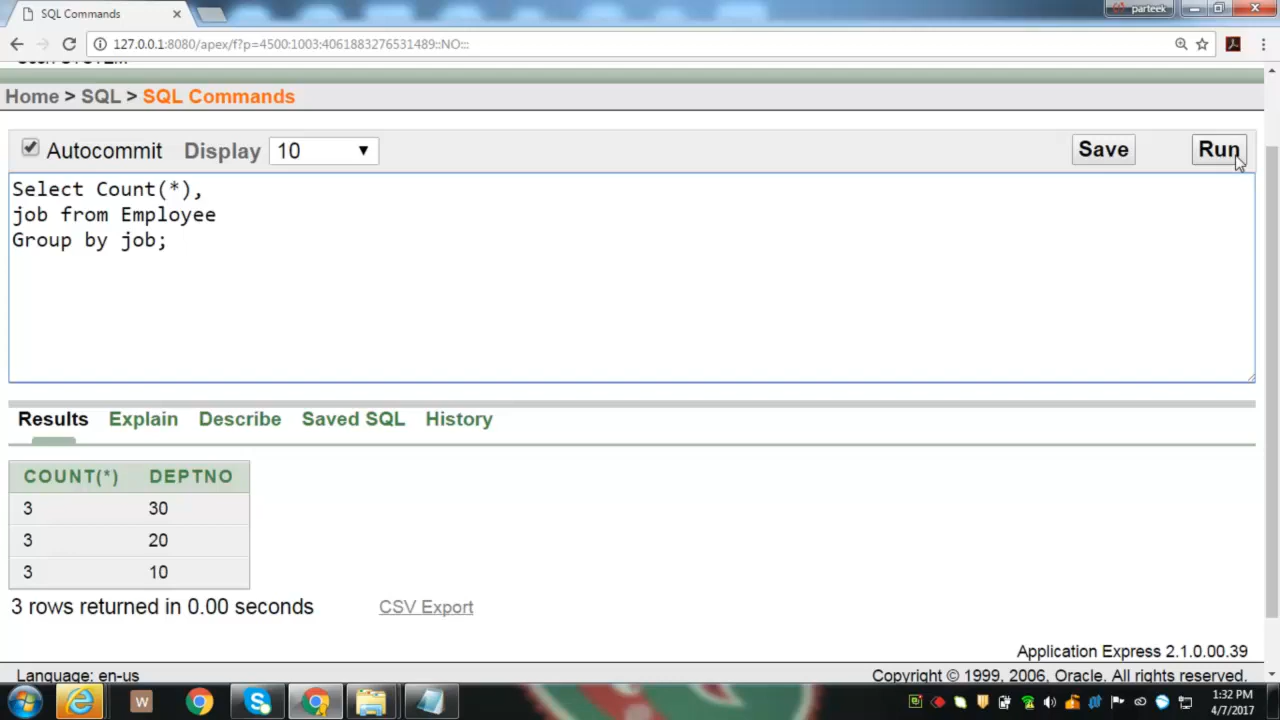 SQL Commands
parteek
127.0.0.1:8080/apex/f?p=4500:1003:4061883276531489::NO:::
Home > SQL > SQL Commands
Autocommit Display 10 Save Run
Select Count(*),
job from Employee
Group by job;
Results Explain Describe Saved SQL History
COUNT(*) DEPTNO
3 30
3 20
3 10
3 rows returned in 0.00 seconds CSV Export
Application Express 2.1.0.00.39
Language: en-us Copyright © 1999, 2006, Oracle. All rights reserved.
W
1:32 PM
4/7/2017